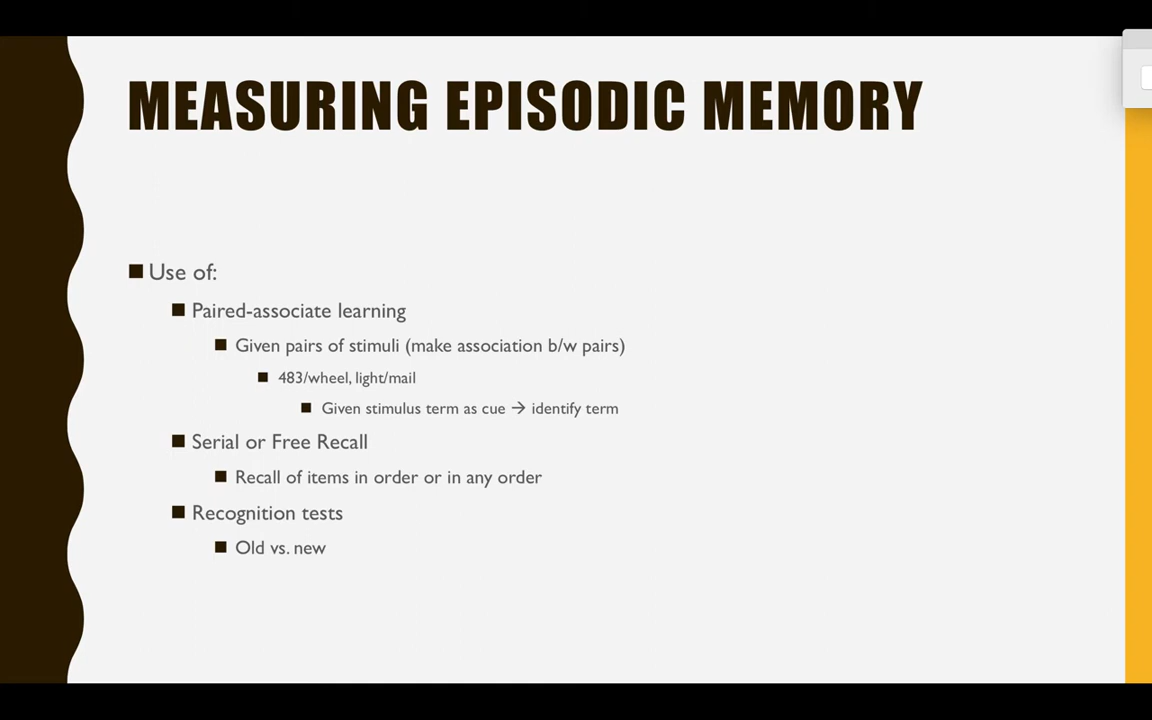 MEASURING EPISODIC MEMORY
■ Use of:
■ Paired-associate learning
■ Given pairs of stimuli (make association b/w pairs)
■ 483/wheel, light/mail
■ Given stimulus term as cue → identify term
■ Serial or Free Recall
■ Recall of items in order or in any order
■ Recognition tests
■ Old vs. new